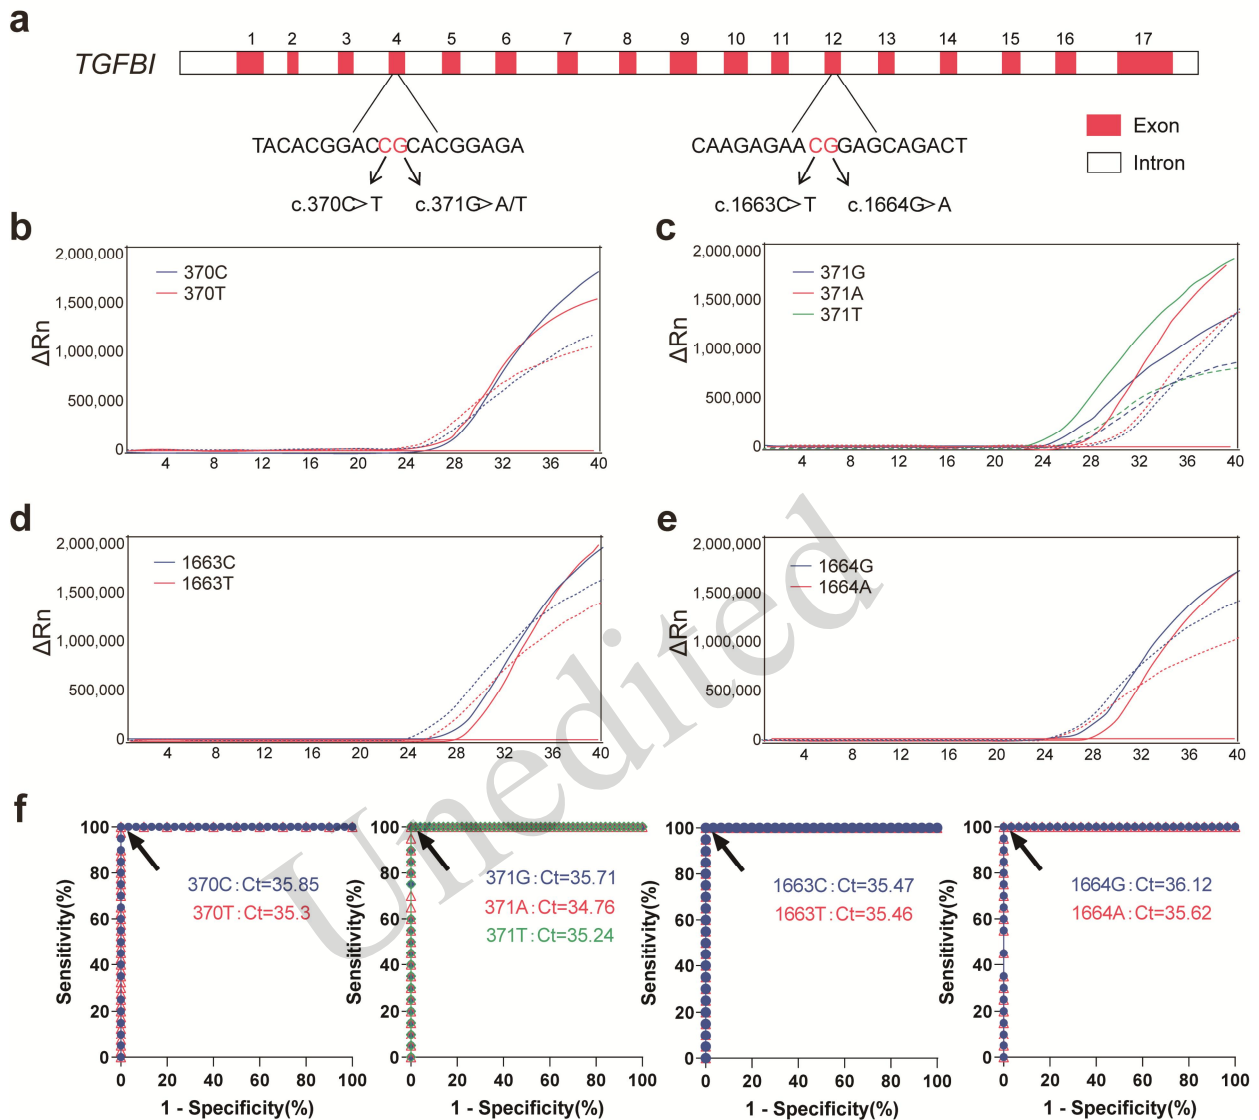 a
1 2 3 4 5 6 7 8 9 10 11 12 13 14 15 16 17
TGFBI
TACACGGACCGCACGGAGA
CAAGAGAACGGAGCAGACT
c.370C>T
c.371G>A/T
c.1663C>T
c.1664G>A
Exon
Intron
b
2,000,000
1,500,000
1,000,000
500,000
0
ΔRn
370C
370T
4 8 12 16 20 24 28 32 36 40
c
2,000,000
1,500,000
1,000,000
500,000
0
ΔRn
371G
371A
371T
4 8 12 16 20 24 28 32 36 40
d
2,000,000
1,500,000
1,000,000
500,000
0
ΔRn
1663C
1663T
4 8 12 16 20 24 28 32 36 40
e
2,000,000
1,500,000
1,000,000
500,000
0
ΔRn
1664G
1664A
4 8 12 16 20 24 28 32 36 40
Unedited
f
Sensitivity(%)
100
80
60
40
20
0
370C:Ct=35.85
370T:Ct=35.3
0 20 40 60 80 100
1 - Specificity(%)
Sensitivity(%)
100
80
60
40
20
0
371G:Ct=35.71
371A:Ct=34.76
371T:Ct=35.24
0 20 40 60 80 100
1 - Specificity(%)
Sensitivity(%)
100
80
60
40
20
0
1663C:Ct=35.47
1663T:Ct=35.46
0 20 40 60 80 100
1 - Specificity(%)
Sensitivity(%)
100
80
60
40
20
0
1664G:Ct=36.12
1664A:Ct=35.62
0 20 40 60 80 100
1 - Specificity(%)